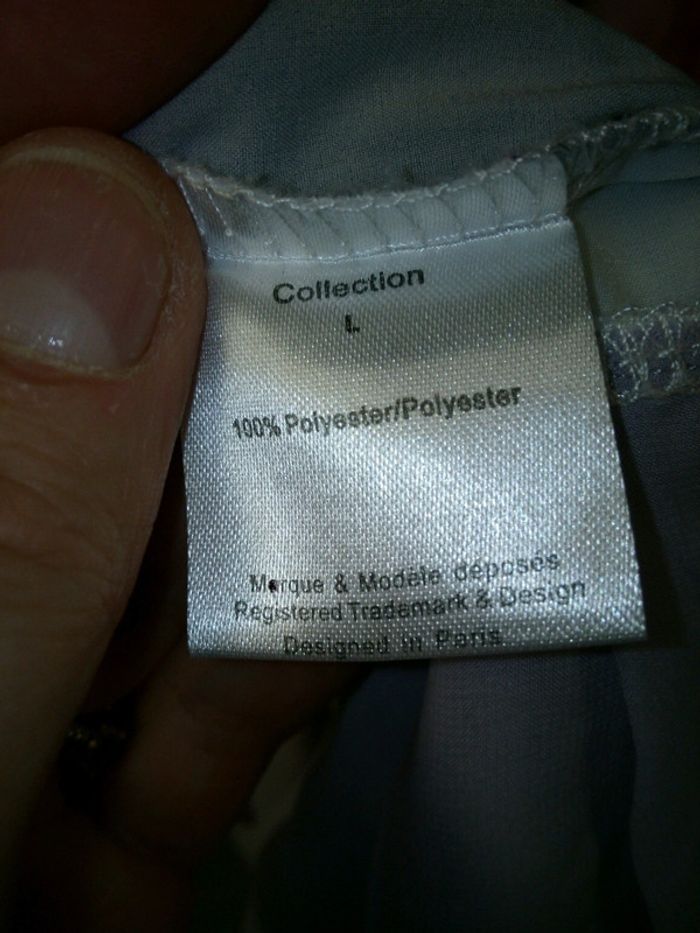 Collection
L
100% Polyester/Polyester
Marque & Modèle déposés
Registered Trademark & Design
Designed in Paris